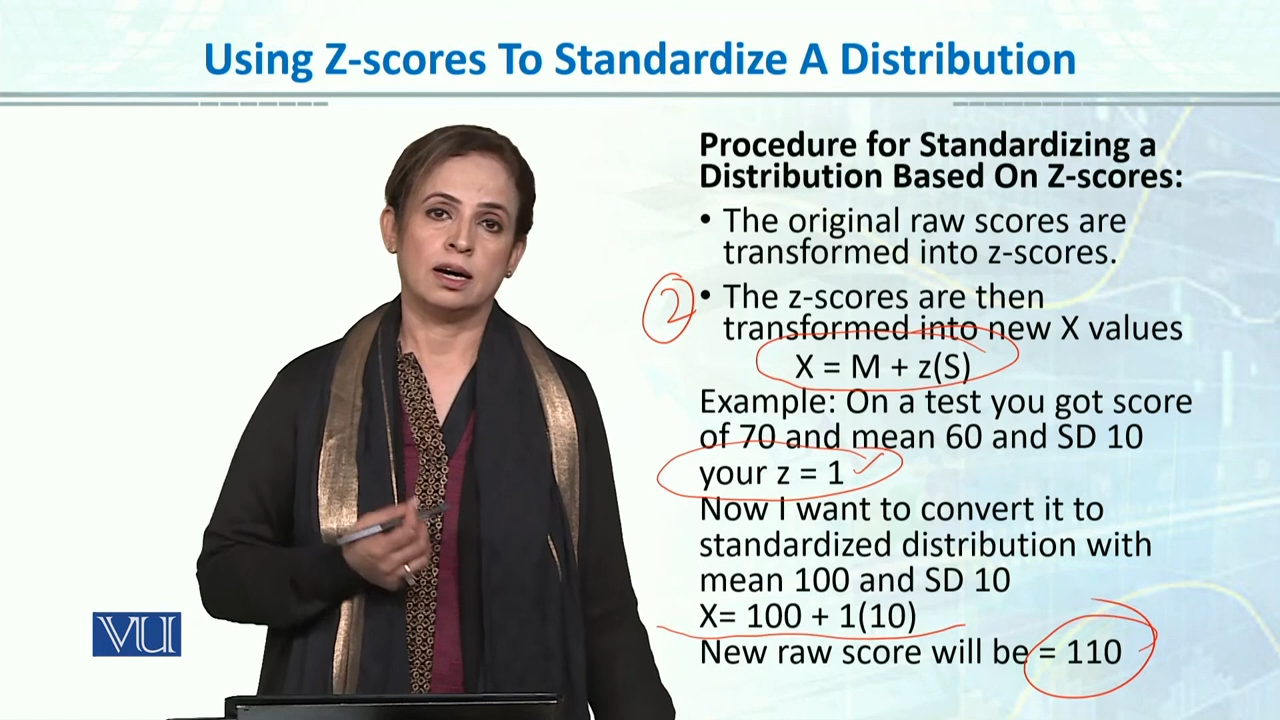 Using Z-scores To Standardize A Distribution
Procedure for Standardizing a
Distribution Based On Z-scores:
• The original raw scores are
transformed into z-scores.
2
• The z-scores are then
transformed into new X values
X = M + z(S)
Example: On a test you got score
of 70 and mean 60 and SD 10
your z = 1
Now I want to convert it to
standardized distribution with
mean 100 and SD 10
X= 100 + 1(10)
New raw score will be = 110
VU